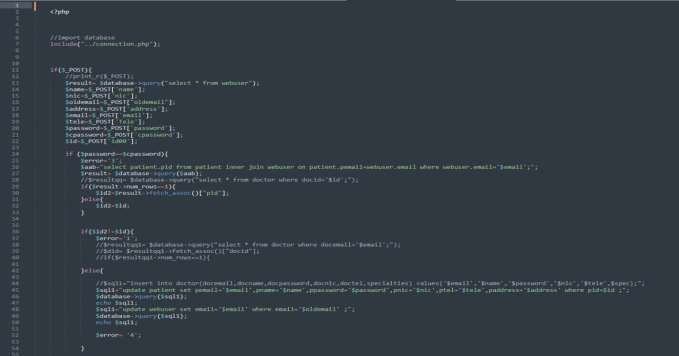 <?php
//import database
include("../connection.php");
if($_POST){
//print_r($_POST);
$result= $database->query("select * from webuser");
$name=$_POST['name'];
$nic=$_POST['nic'];
$oldemail=$_POST["oldemail"];
$address=$_POST['address'];
$email=$_POST['email'];
$tele=$_POST['Tele'];
$password=$_POST['password'];
$cpassword=$_POST['cpassword'];
$id=$_POST['id00'];
if ($password==$cpassword){
$error='3';
$aab="select patient.pid from patient inner join webuser on patient.pemail=webuser.email where webuser.email='$email';";
$result= $database->query($aab);
//$resultqq= $database->query("select * from doctor where docid='$id';");
if($result->num_rows==1){
$id2=$result->fetch_assoc()["pid"];
}else{
$id2=$id;
}
if($id2!=$id){
$error='1';
//$resultqq1= $database->query("select * from doctor where docemail='$email';");
//$did= $resultqq1->fetch_assoc()["docid"];
//if($resultqq1->num_rows==1){
}else{
//$sql1="insert into doctor(docemail,docname,docpassword,docnic,doctel,specialties) values('$email','$name','$password','$nic','$tele',$spec);";
$sql1="update patient set pemail='$email',pname='$name',ppassword='$password',pnic='$nic',ptel='$tele',paddress='$address' where pid=$id ;";
$database->query($sql1);
echo $sql1;
$sql1="update webuser set email='$email' where email='$oldemail' ;";
$database->query($sql1);
echo $sql1;
$error= '4';
}